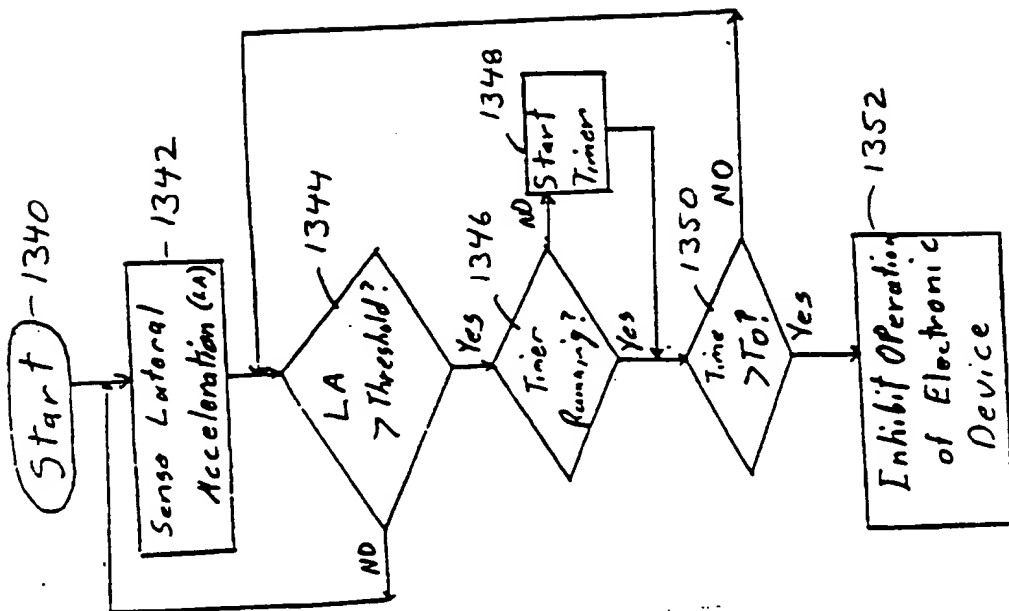 Start
1340
Sense Lateral
Acceleration (LA)
1342
LA
>Threshold?
1344
NO
Yes
Timer
Running?
1346
NO
Start
Timer
1348
Yes
Time
>To?
1350
NO
Yes
Inhibit OPeration
of Electronic
Device
1352